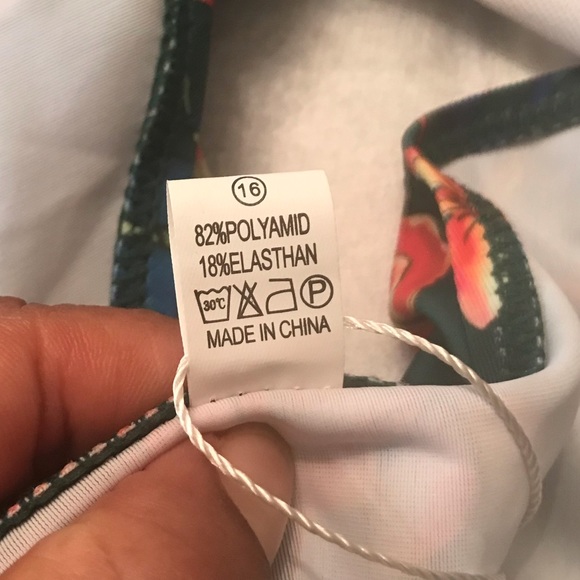 16
82%POLYAMID
18%ELASTHAN
30°C P
MADE IN CHINA